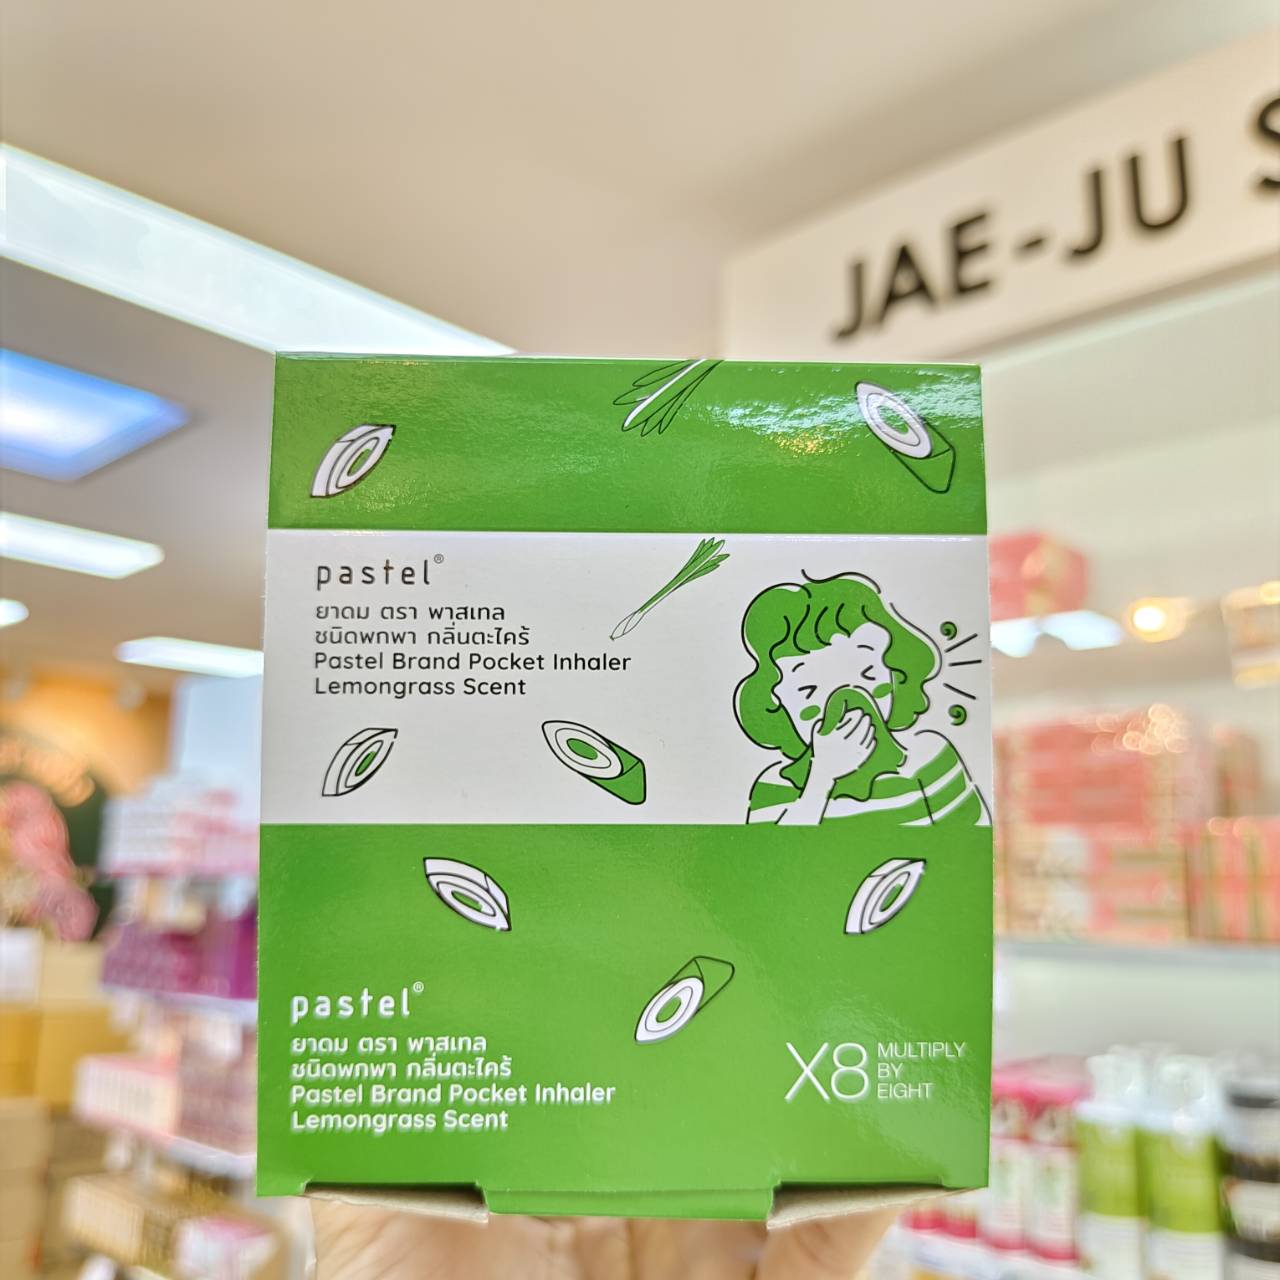 JAE-JU S
pastel®
ยาดม ตรา พาสเทล
ชนิดพกพา กลิ่นตะไคร้
Pastel Brand Pocket Inhaler
Lemongrass Scent
pastel®
ยาดม ตรา พาสเทล
ชนิดพกพา กลิ่นตะไคร้
Pastel Brand Pocket Inhaler
Lemongrass Scent
X8
MULTIPLY
BY
EIGHT